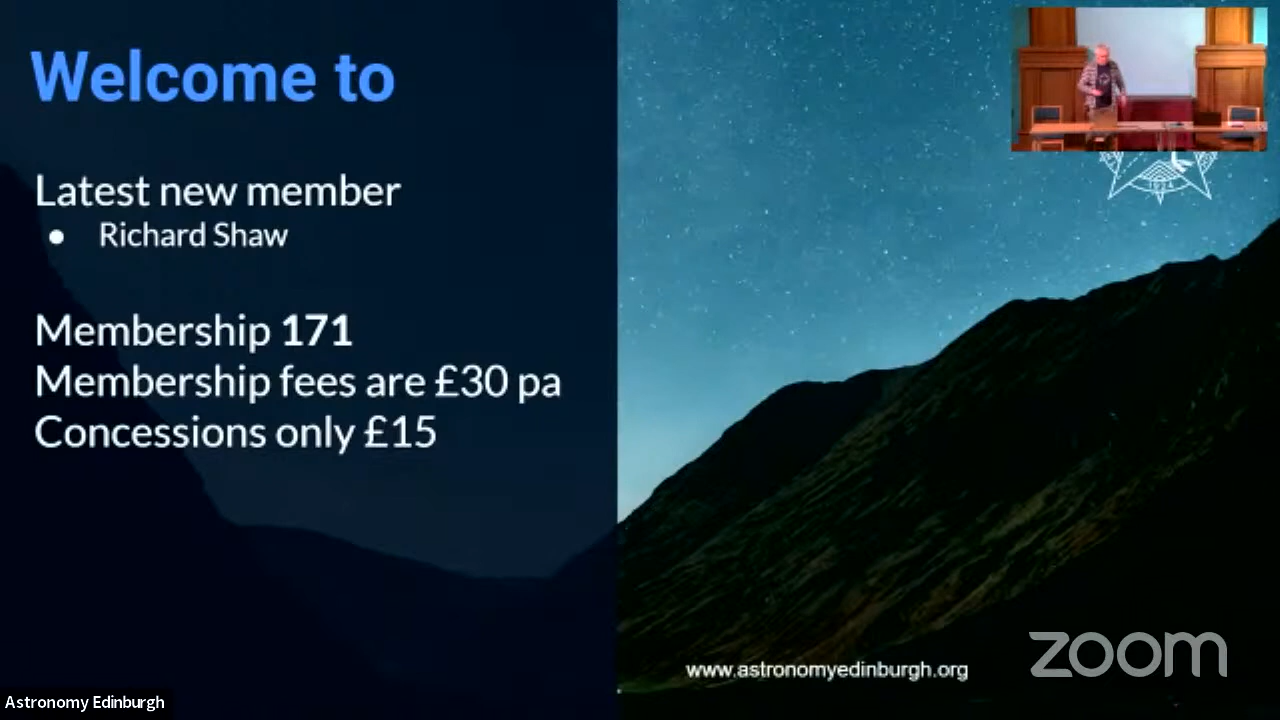 Welcome to
Latest new member
● Richard Shaw
Membership 171
Membership fees are £30 pa
Concessions only £15
1924
www.astronomyedinburgh.org
zoom
Astronomy Edinburgh